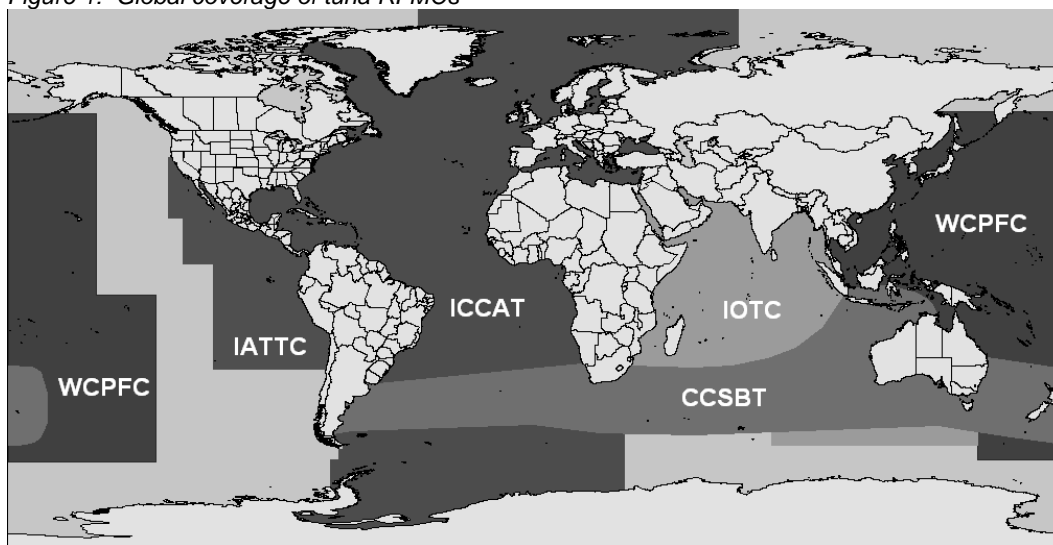 Figure 1. Global coverage of tuna RFMOs
WCPFC
ICCAT
IOTC
IATTC
WCPFC
CCSBT